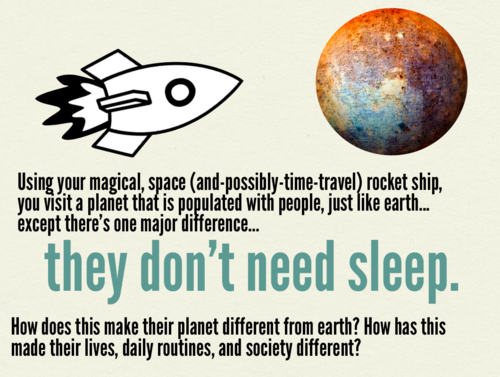 Using your magical, space (and-possibly-time-travel) rocket ship,
you visit a planet that is populated with people, just like earth...
except there's one major difference...
they don't need sleep.
How does this make their planet different from earth? How has this
made their lives, daily routines, and society different?